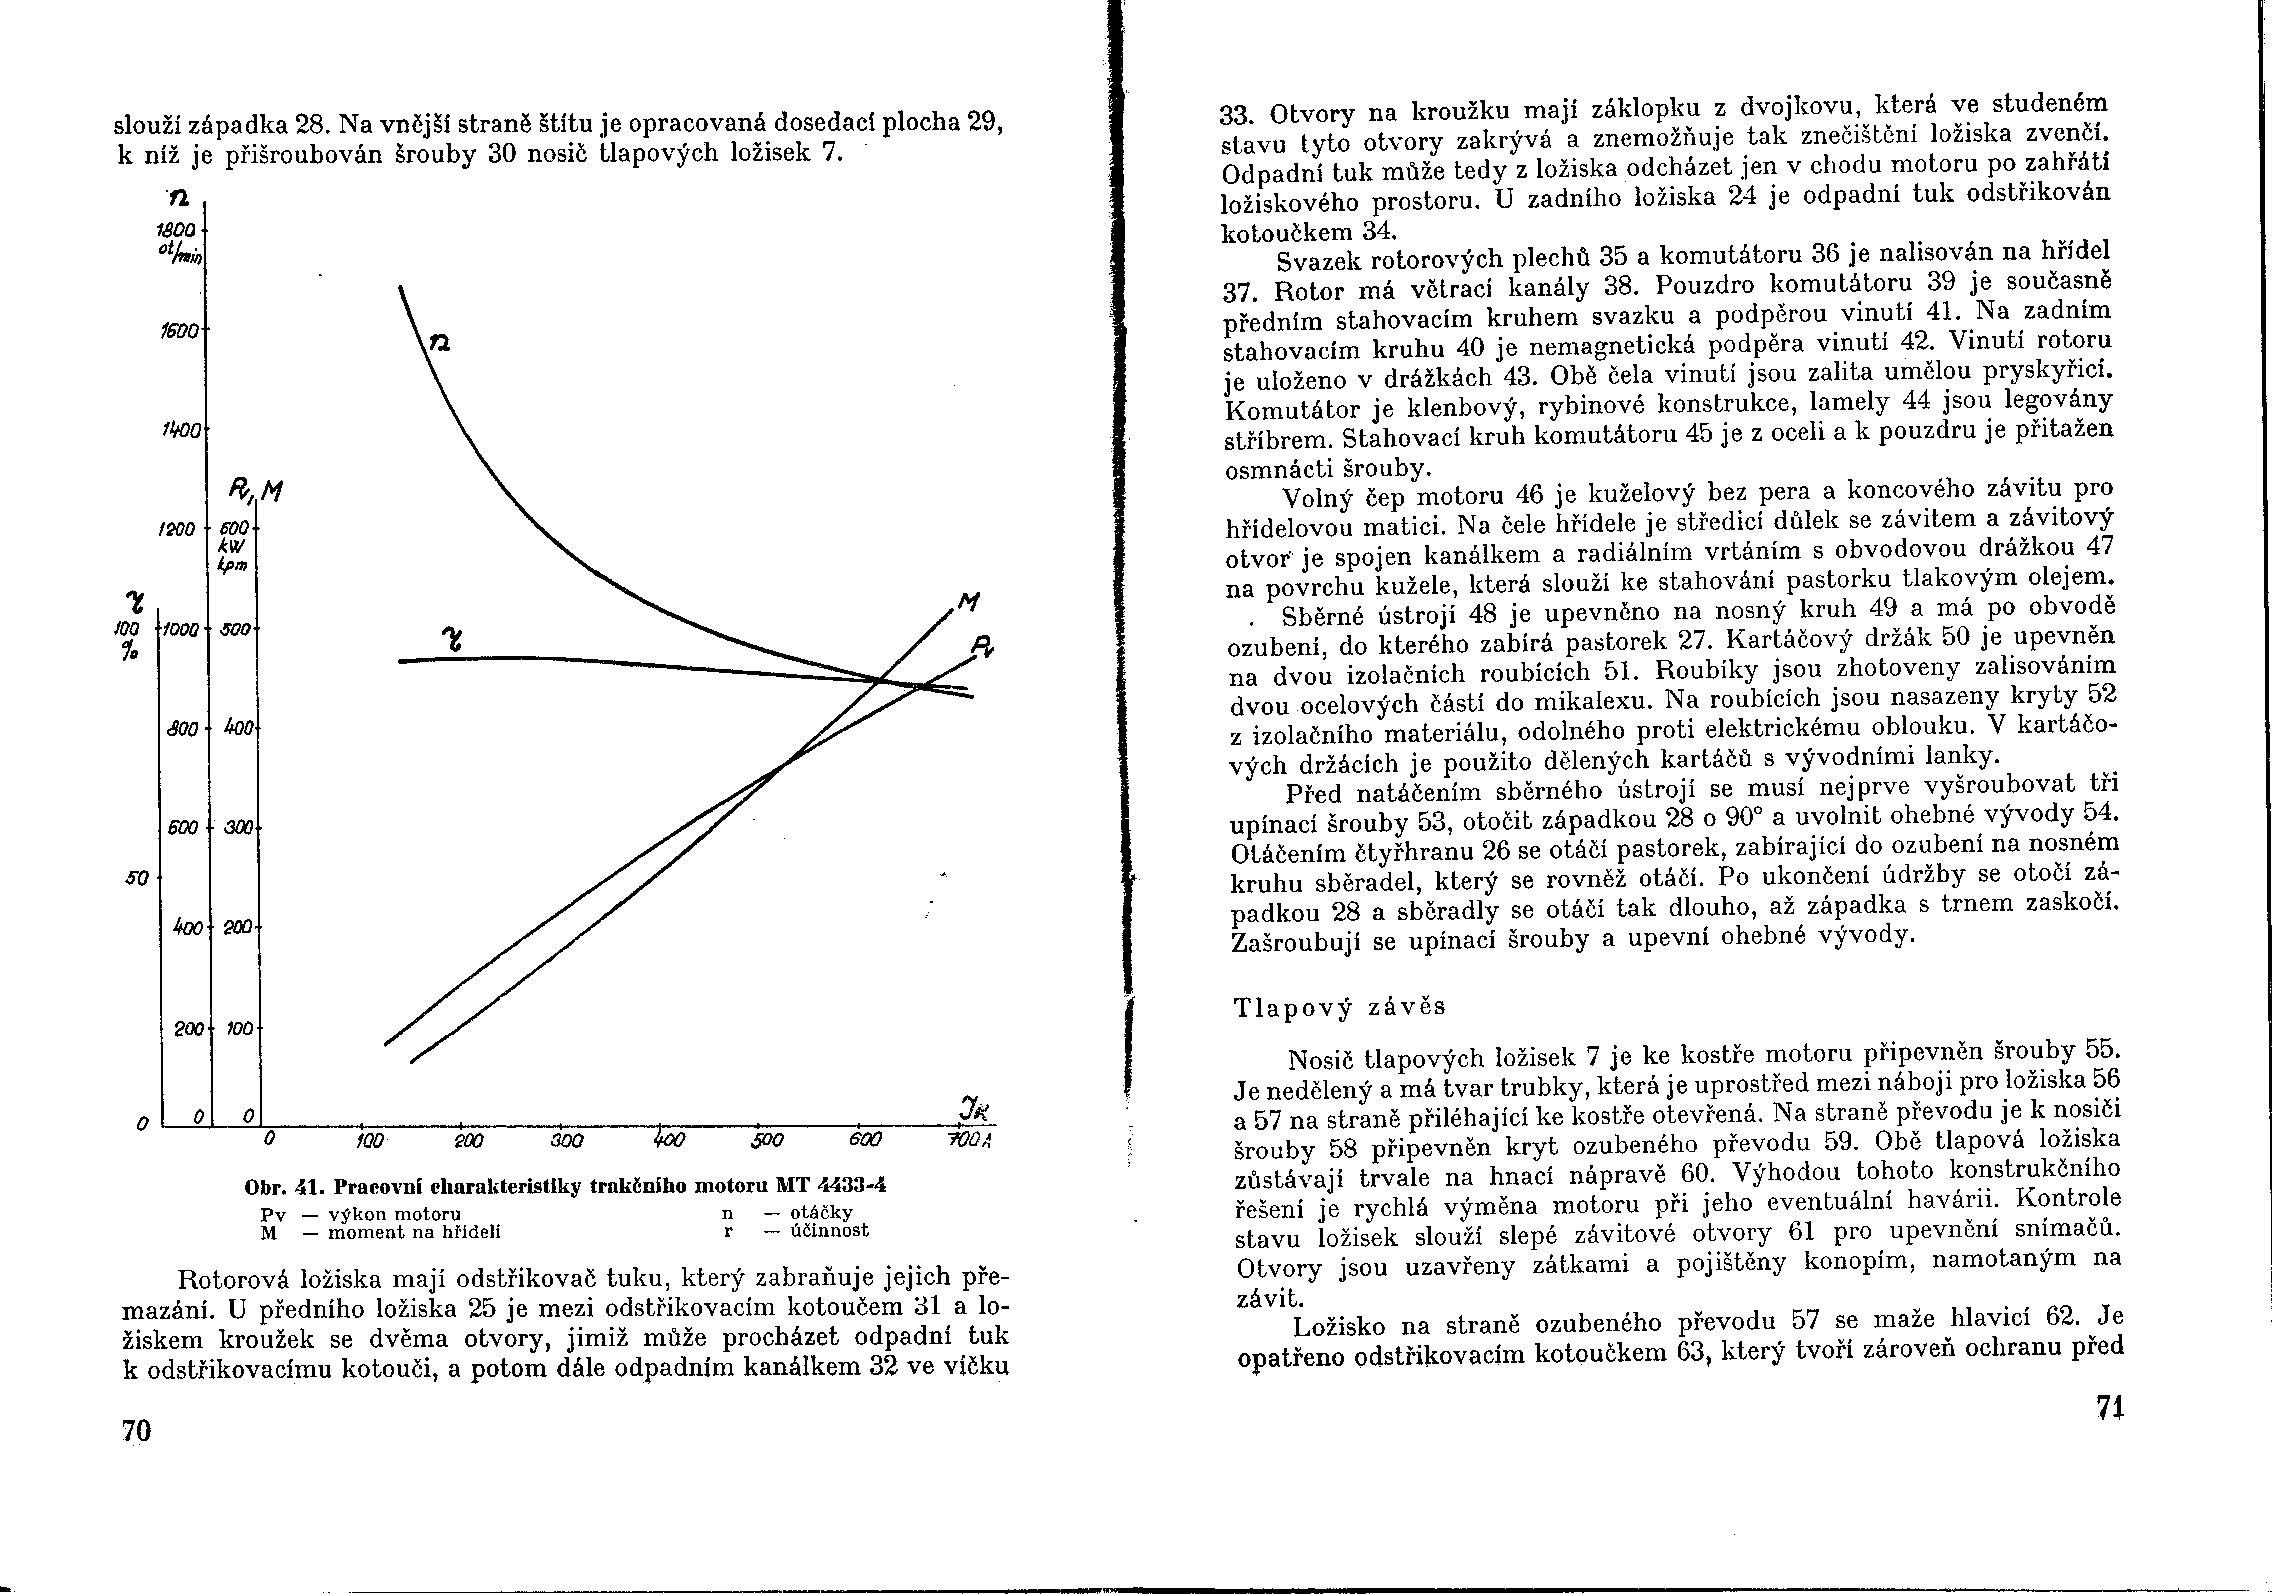 slouží západka 28. Na vnější straně štítu je opracovaná dosedací plocha 29,
k níž je přišroubován šrouby 30 nosič tlapových ložisek 7.
n
1800
ot/min
1600
n
1400
Pv, M
1200 600
kW
kpm
η
M
100 1000 500
%
η
Pv
800 400
600 300
50
400 200
200 100
0 0 0
Jk
0 100 200 300 400 500 600 700 A
Obr. 41. Pracovní charakteristiky trakčního motoru MT 4433-4
Pv — výkon motoru n — otáčky
M — moment na hřídeli r — účinnost
Rotorová ložiska mají odstřikovač tuku, který zabraňuje jejich pře-
mazání. U předního ložiska 25 je mezi odstřikovacím kotoučem 31 a lo-
žiskem kroužek se dvěma otvory, jimiž může procházet odpadní tuk
k odstřikovacímu kotouči, a potom dále odpadním kanálkem 32 ve víčku
70
33. Otvory na kroužku mají záklopku z dvojkovu, která ve studeném
stavu tyto otvory zakrývá a znemožňuje tak znečištění ložiska zvenčí.
Odpadní tuk může tedy z ložiska odcházet jen v chodu motoru po zahřátí
ložiskového prostoru. U zadního ložiska 24 je odpadní tuk odstřikován
kotoučkem 34.
Svazek rotorových plechů 35 a komutátoru 36 je nalisován na hřídel
37. Rotor má větrací kanály 38. Pouzdro komutátoru 39 je současně
předním stahovacím kruhem svazku a podpěrou vinutí 41. Na zadním
stahovacím kruhu 40 je nemagnetická podpěra vinutí 42. Vinutí rotoru
je uloženo v drážkách 43. Obě čela vinutí jsou zalita umělou pryskyřicí.
Komutátor je klenbový, rybinové konstrukce, lamely 44 jsou legovány
stříbrem. Stahovací kruh komutátoru 45 je z oceli a k pouzdru je přitažen
osmnácti šrouby.
Volný čep motoru 46 je kuželový bez pera a koncového závitu pro
hřídelovou matici. Na čele hřídele je středicí důlek se závitem a závitový
otvor je spojen kanálkem a radiálním vrtáním s obvodovou drážkou 47
na povrchu kužele, která slouží ke stahování pastorku tlakovým olejem.
Sběrné ústrojí 48 je upevněno na nosný kruh 49 a má po obvodě
ozubení, do kterého zabírá pastorek 27. Kartáčový držák 50 je upevněn
na dvou izolačních roubících 51. Roubíky jsou zhotoveny zalisováním
dvou ocelových částí do mikalexu. Na roubících jsou nasazeny kryty 52
z izolačního materiálu, odolného proti elektrickému oblouku. V kartáčo-
vých držácích je použito dělených kartáčů s vývodními lanky.
Před natáčením sběrného ústrojí se musí nejprve vyšroubovat tři
upínací šrouby 53, otočit západkou 28 o 90° a uvolnit ohebné vývody 54.
Otáčením čtyřhranu 26 se otáčí pastorek, zabírající do ozubení na nosném
kruhu sběradel, který se rovněž otáčí. Po ukončení údržby se otočí zá-
padkou 28 a sběradly se otáčí tak dlouho, až západka s trnem zaskočí.
Zašroubují se upínací šrouby a upevní ohebné vývody.
Tlapový závěs
Nosič tlapových ložisek 7 je ke kostře motoru připevněn šrouby 55.
Je nedělený a má tvar trubky, která je uprostřed mezi náboji pro ložiska 56
a 57 na straně přiléhající ke kostře otevřená. Na straně převodu je k nosiči
šrouby 58 připevněn kryt ozubeného převodu 59. Obě tlapová ložiska
zůstávají trvale na hnací nápravě 60. Výhodou tohoto konstrukčního
řešení je rychlá výměna motoru při jeho eventuální havárii. Kontrole
stavu ložisek slouží slepé závitové otvory 61 pro upevnění snímačů.
Otvory jsou uzavřeny zátkami a pojištěny konopím, namotaným na
závit.
Ložisko na straně ozubeného převodu 57 se maže hlavicí 62. Je
opatřeno odstřikovacím kotoučkem 63, který tvoří zároveň ochranu před
71